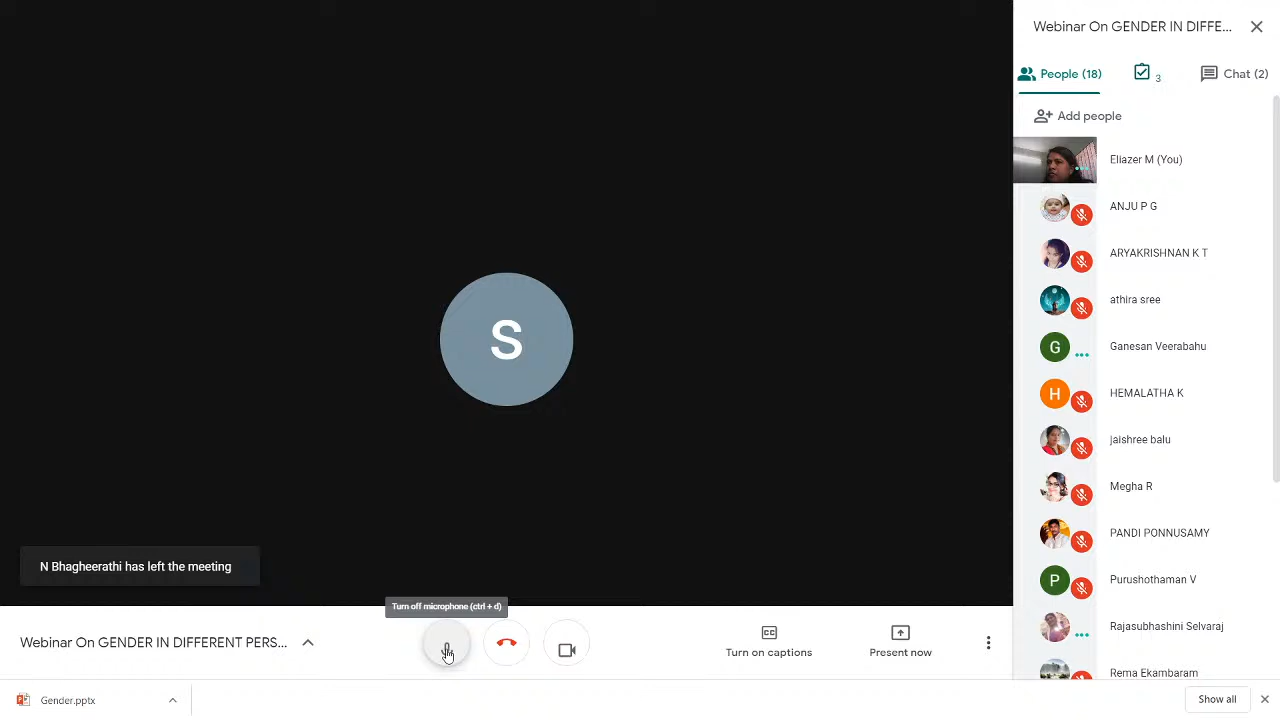 Webinar On GENDER IN DIFFE...
People (18)
3
Chat (2)
Add people
Eliazer M (You)
ANJU P G
ARYAKRISHNAN K T
athira sree
G
Ganesan Veerabahu
H
HEMALATHA K
jaishree balu
Megha R
PANDI PONNUSAMY
P
Purushothaman V
Rajasubhashini Selvaraj
Rema Ekambaram
S
N Bhagheerathi has left the meeting
Turn off microphone (ctrl + d)
Webinar On GENDER IN DIFFERENT PERS...
Turn on captions
Present now
Gender.pptx
Show all